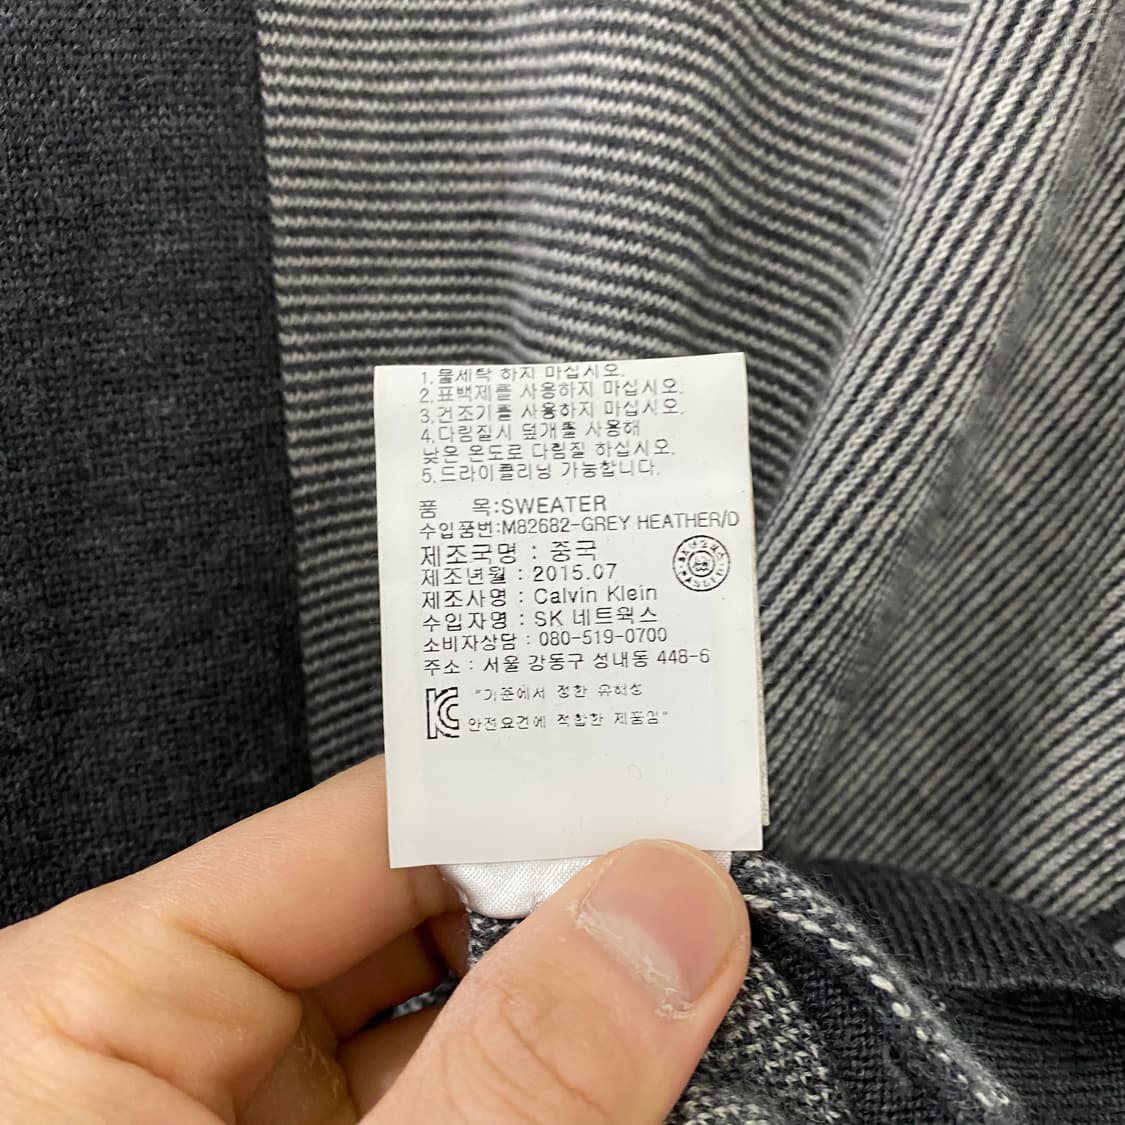 1.물세탁 하지 마십시오.
2.표백제를 사용하지 마십시오.
3.건조기를 사용하지 마십시오.
4.다림질시 덮개를 사용해
낮은 온도로 다림질 하십시오.
5.드라이클리닝 가능합니다.
품 목:SWEATER
수입품번:M82682-GREY HEATHER/D
제조국명 : 중국
제조년월 : 2015.07
제조사명 : Calvin Klein
수입자명 : SK 네트웍스
소비자상담 : 080-519-0700
주소 : 서울 강동구 성내동 448-6
KC "기준에서 정한 유해성
안전요건에 적합한 제품임"